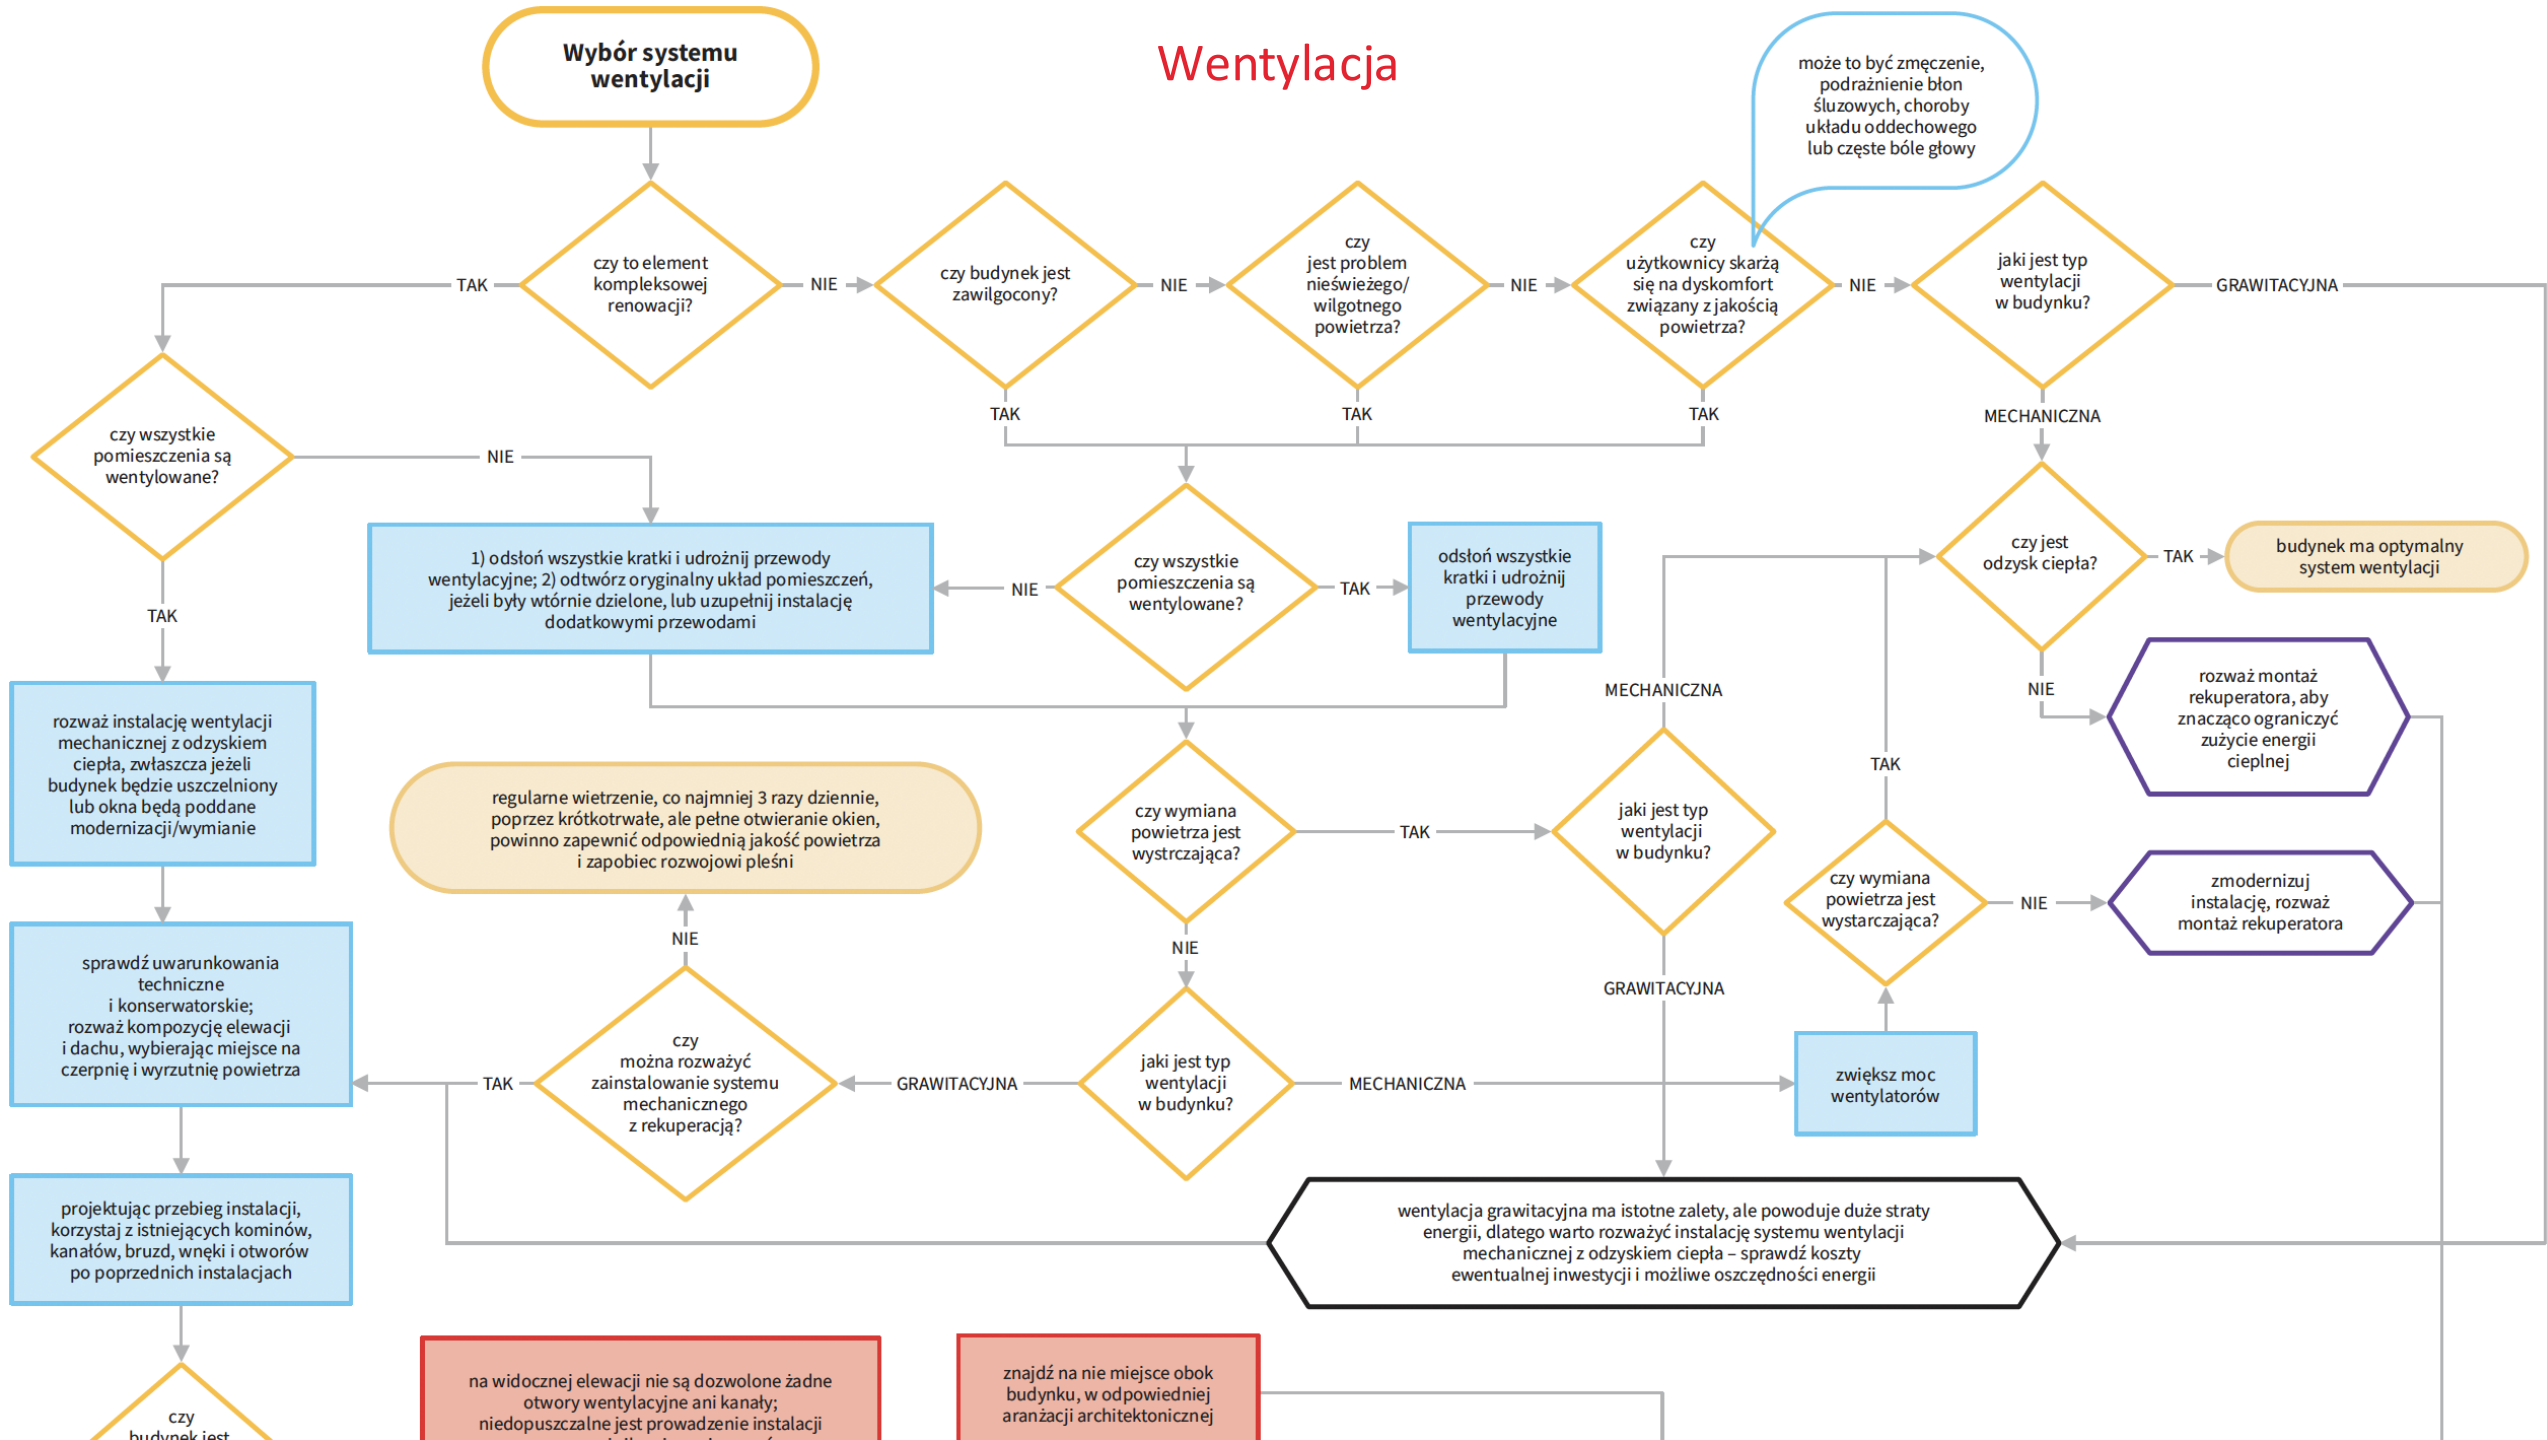 Wybór systemu
wentylacji
Wentylacja
może to być zmęczenie,
podrażnienie błon
śluzowych, choroby
układu oddechowego
lub częste bóle głowy
czy to element
kompleksowej
renowacji?
TAK
NIE
czy budynek jest
zawilgocony?
NIE
TAK
czy
jest problem
nieświeżego/
wilgotnego
powietrza?
NIE
TAK
czy
użytkownicy skarżą
się na dyskomfort
związany z jakością
powietrza?
NIE
TAK
jaki jest typ
wentylacji
w budynku?
GRAWITACYJNA
MECHANICZNA
czy wszystkie
pomieszczenia są
wentylowane?
NIE
TAK
1) odsłoń wszystkie kratki i udrożnij przewody
wentylacyjne; 2) odtwórz oryginalny układ pomieszczeń,
jeżeli były wtórnie dzielone, lub uzupełnij instalację
dodatkowymi przewodami
NIE
czy wszystkie
pomieszczenia są
wentylowane?
TAK
odsłoń wszystkie
kratki i udrożnij
przewody
wentylacyjne
czy jest
odzysk ciepła?
TAK
budynek ma optymalny
system wentylacji
NIE
rozważ montaż
rekuperatora, aby
znacząco ograniczyć
zużycie energii
cieplnej
rozważ instalację wentylacji
mechanicznej z odzyskiem
ciepła, zwłaszcza jeżeli
budynek będzie uszczelniony
lub okna będą poddane
modernizacji/wymianie
regularne wietrzenie, co najmniej 3 razy dziennie,
poprzez krótkotrwałe, ale pełne otwieranie okien,
powinno zapewnić odpowiednią jakość powietrza
i zapobiec rozwojowi pleśni
czy wymiana
powietrza jest
wystrczająca?
TAK
NIE
MECHANICZNA
jaki jest typ
wentylacji
w budynku?
GRAWITACYJNA
TAK
czy wymiana
powietrza jest
wystarczająca?
NIE
zmodernizuj
instalację, rozważ
montaż rekuperatora
sprawdź uwarunkowania
techniczne
i konserwatorskie;
rozważ kompozycję elewacji
i dachu, wybierając miejsce na
czerpnię i wyrzutnię powietrza
TAK
NIE
czy
można rozważyć
zainstalowanie systemu
mechanicznego
z rekuperacją?
GRAWITACYJNA
jaki jest typ
wentylacji
w budynku?
MECHANICZNA
zwiększ moc
wentylatorów
projektując przebieg instalacji,
korzystaj z istniejących kominów,
kanałów, bruzd, wnęki i otworów
po poprzednich instalacjach
wentylacja grawitacyjna ma istotne zalety, ale powoduje duże straty
energii, dlatego warto rozważyć instalację systemu wentylacji
mechanicznej z odzyskiem ciepła – sprawdź koszty
ewentualnej inwestycji i możliwe oszczędności energii
czy
budynek jest
na widocznej elewacji nie są dozwolone żadne
otwory wentylacyjne ani kanały;
niedopuszczalne jest prowadzenie instalacji
znajdź na nie miejsce obok
budynku, w odpowiedniej
aranżacji architektonicznej